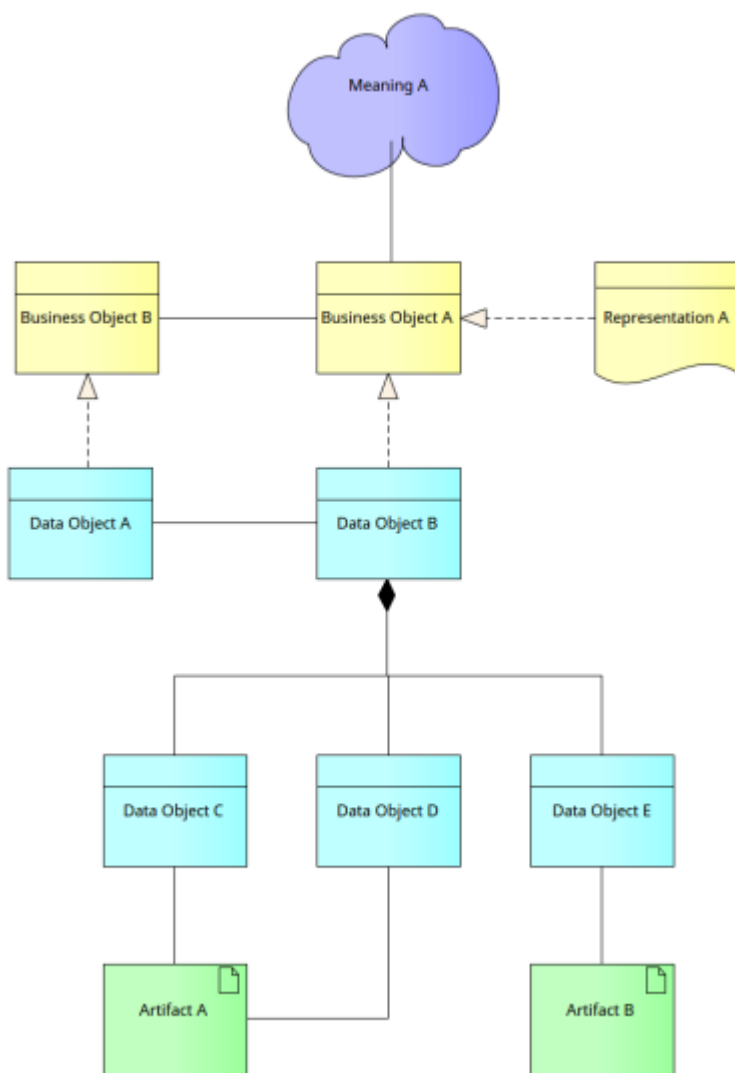 Meaning A
Business Object B
Business Object A
Representation A
Data Object A
Data Object B
Data Object C
Data Object D
Data Object E
Artifact A
Artifact B